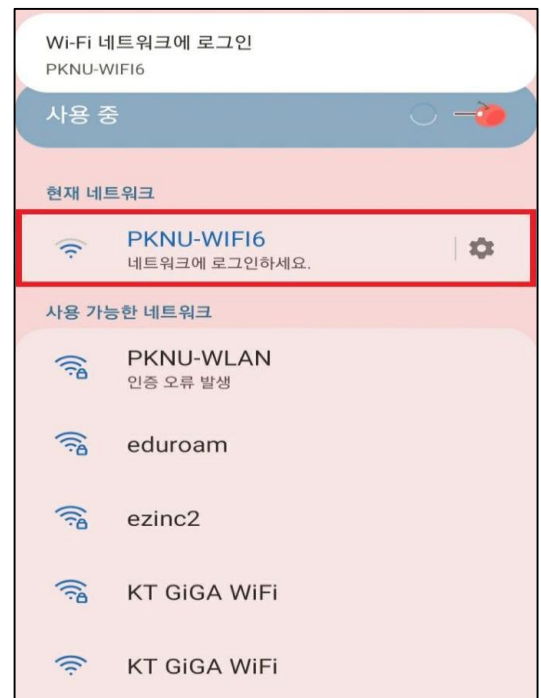 Wi-Fi 네트워크에 로그인
PKNU-WIFI6
사용 중
현재 네트워크
PKNU-WIFI6
네트워크에 로그인하세요.
사용 가능한 네트워크
PKNU-WLAN
인증 오류 발생
eduroam
ezinc2
KT GiGA WiFi
KT GiGA WiFi